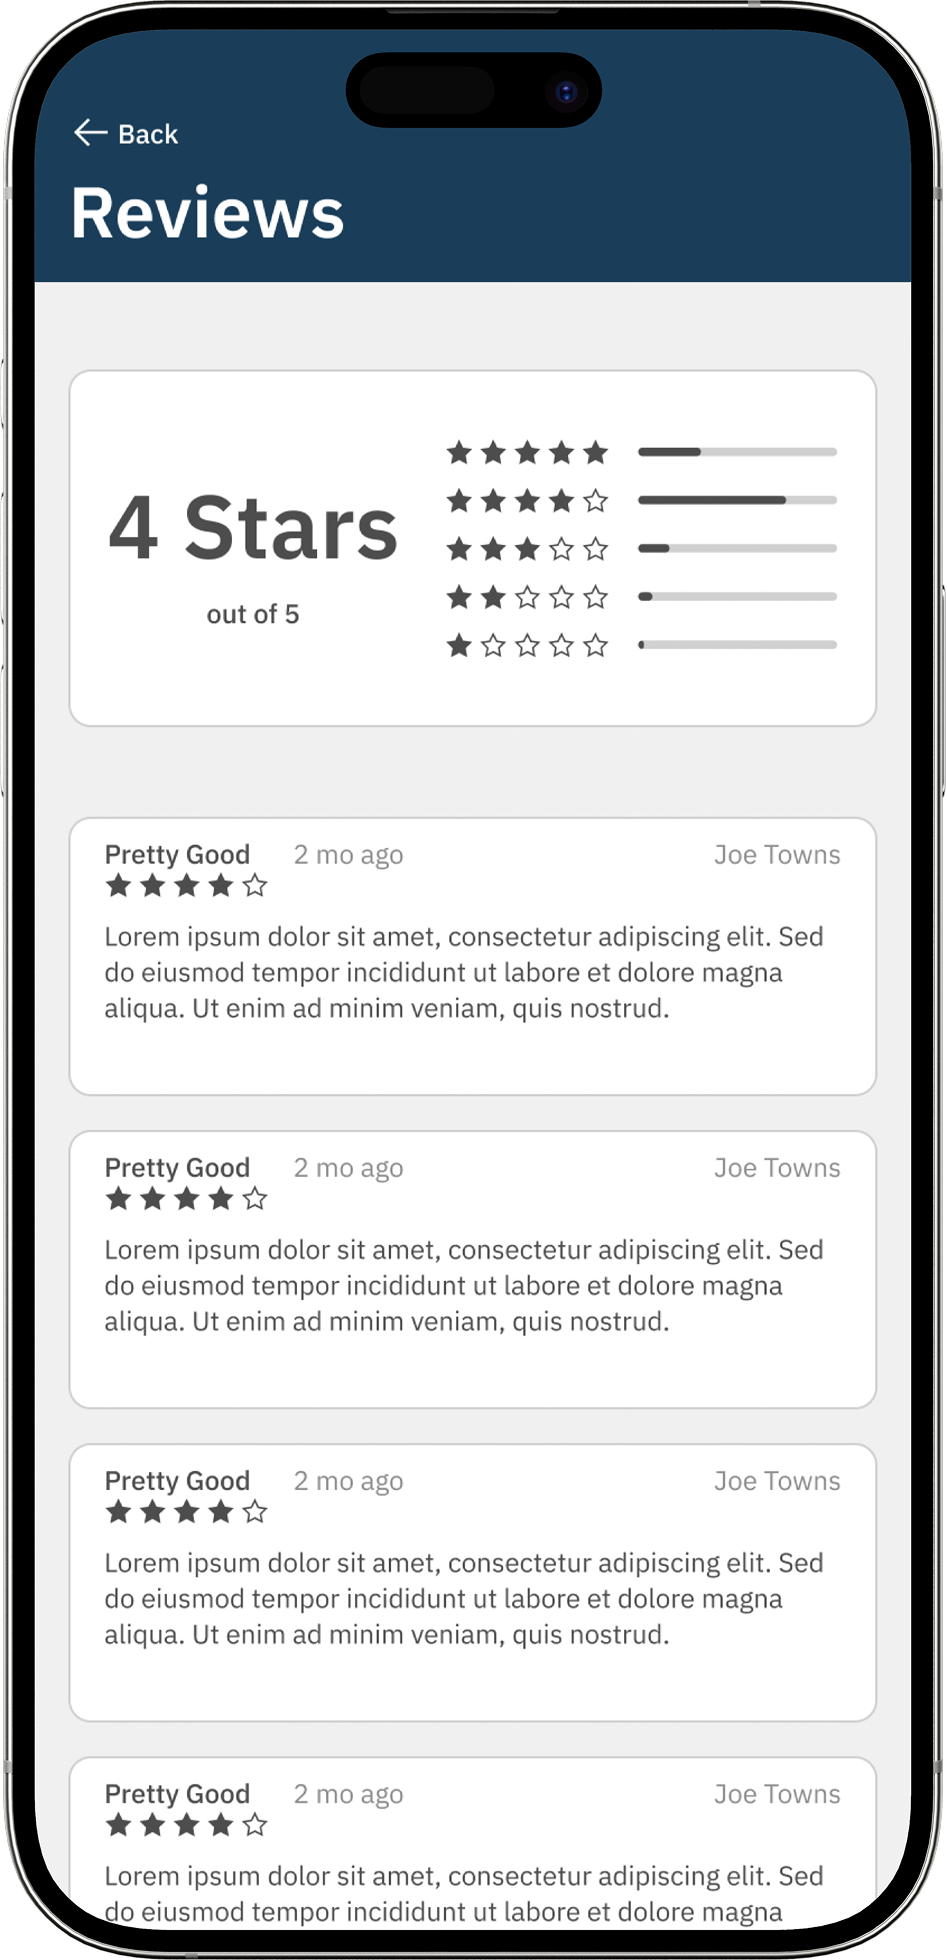 Back
Reviews
4 Stars
out of 5
Pretty Good 2 mo ago Joe Towns
Lorem ipsum dolor sit amet, consectetur adipiscing elit. Sed
do eiusmod tempor incididunt ut labore et dolore magna
aliqua. Ut enim ad minim veniam, quis nostrud.
Pretty Good 2 mo ago Joe Towns
Lorem ipsum dolor sit amet, consectetur adipiscing elit. Sed
do eiusmod tempor incididunt ut labore et dolore magna
aliqua. Ut enim ad minim veniam, quis nostrud.
Pretty Good 2 mo ago Joe Towns
Lorem ipsum dolor sit amet, consectetur adipiscing elit. Sed
do eiusmod tempor incididunt ut labore et dolore magna
aliqua. Ut enim ad minim veniam, quis nostrud.
Pretty Good 2 mo ago Joe Towns
Lorem ipsum dolor sit amet, consectetur adipiscing elit. Sed
do eiusmod tempor incididunt ut labore et dolore magna